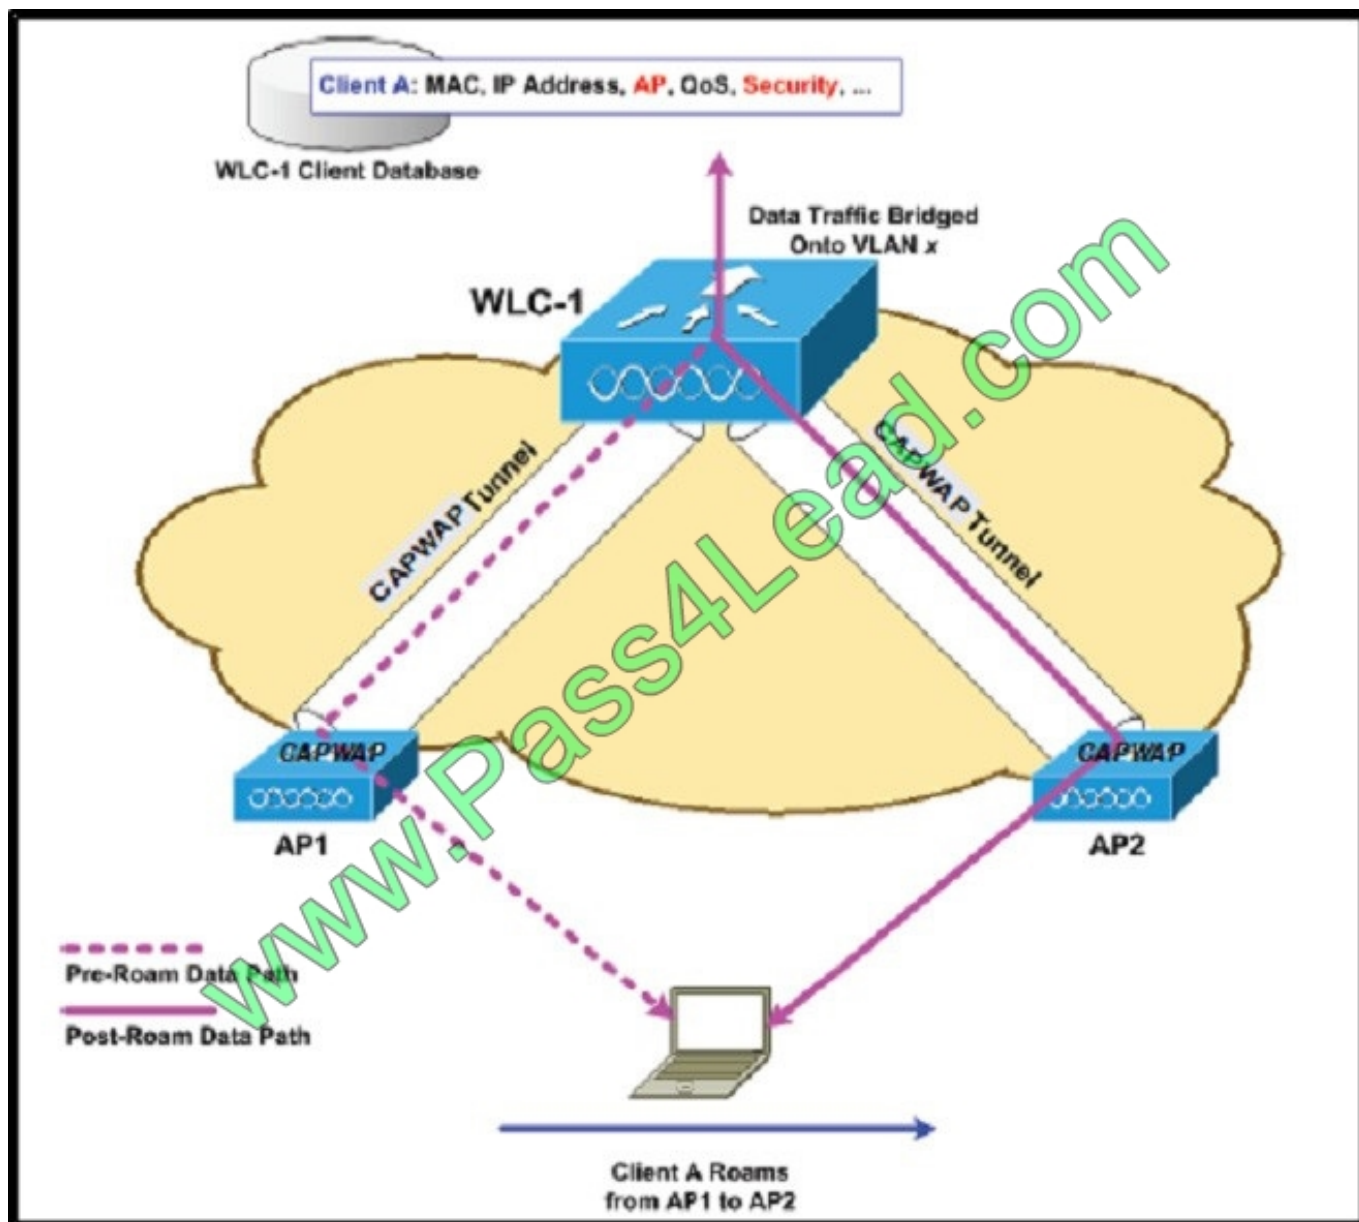 Client A: MAC, IP Address, AP, QoS, Security, ...
WLC-1 Client Database
Data Traffic Bridged
Onto VLAN x
WLC-1
CAPWAP Tunnel
CAPWAP Tunnel
CAPWAP
AP1
CAPWAP
AP2
Pre-Roam Data Path
Post-Roam Data Path
Client A Roams
from AP1 to AP2
www.Pass4Lead.com